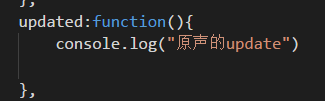 },
updated:function(){
console.log("原声的update")
},